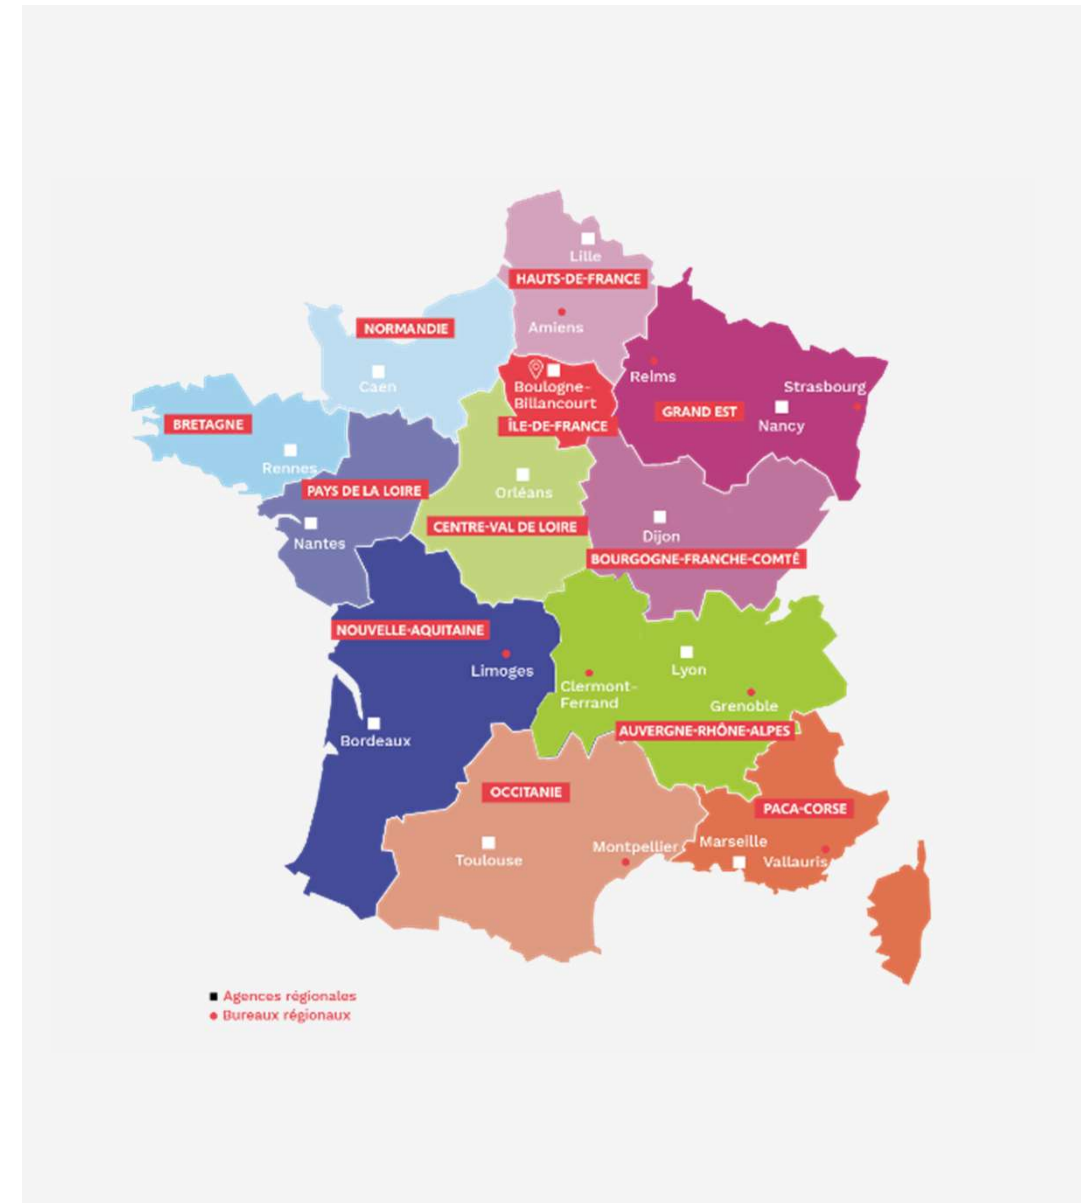 Lille
HAUTS-DE-FRANCE
Amiens
NORMANDIE
Caen
Boulogne-
Billancourt
ÎLE-DE-FRANCE
Reims
Strasbourg
GRAND EST
Nancy
BRETAGNE
Rennes
PAYS DE LA LOIRE
Nantes
Orléans
CENTRE-VAL DE LOIRE
Dijon
BOURGOGNE-FRANCHE-COMTÉ
NOUVELLE-AQUITAINE
Limoges
Bordeaux
Clermont-
Ferrand
Lyon
Grenoble
AUVERGNE-RHÔNE-ALPES
OCCITANIE
Toulouse
Montpellier
PACA-CORSE
Marseille
Vallauris
Agences régionales
Bureaux régionaux